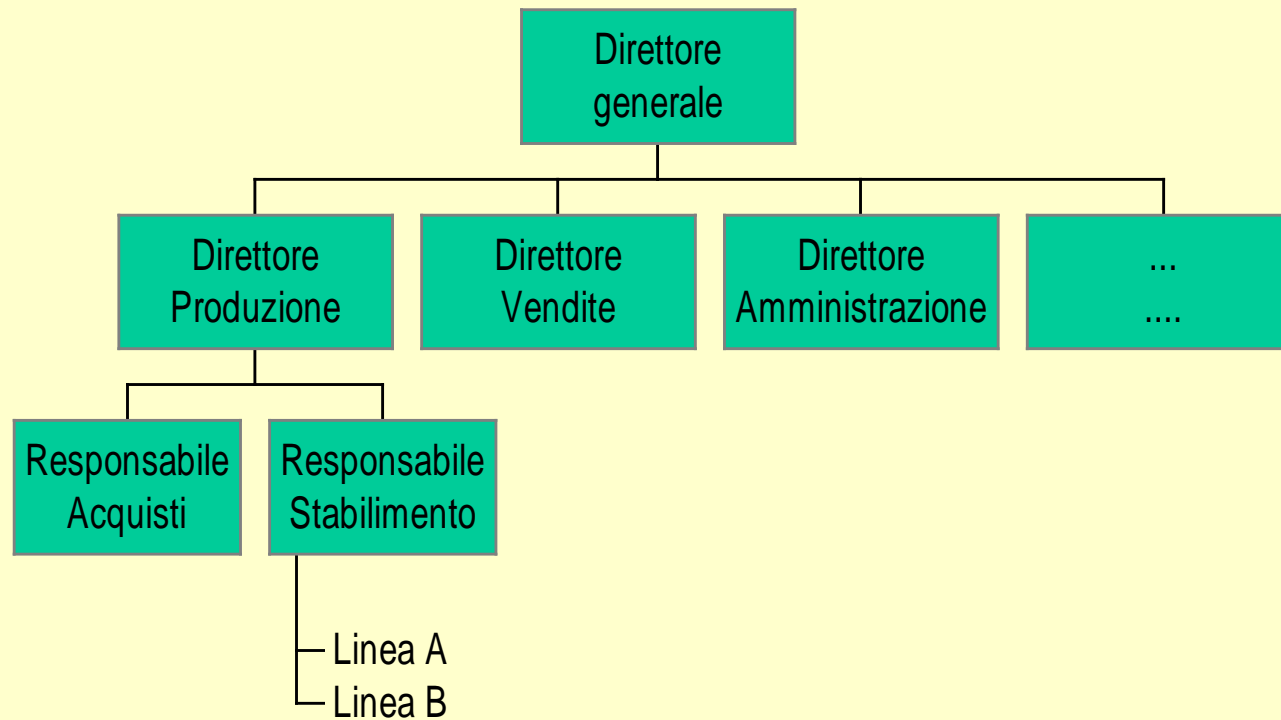 Direttore
generale
Direttore
Produzione
Direttore
Vendite
Direttore
Amministrazione
...
....
Responsabile
Acquisti
Responsabile
Stabilimento
Linea A
Linea B